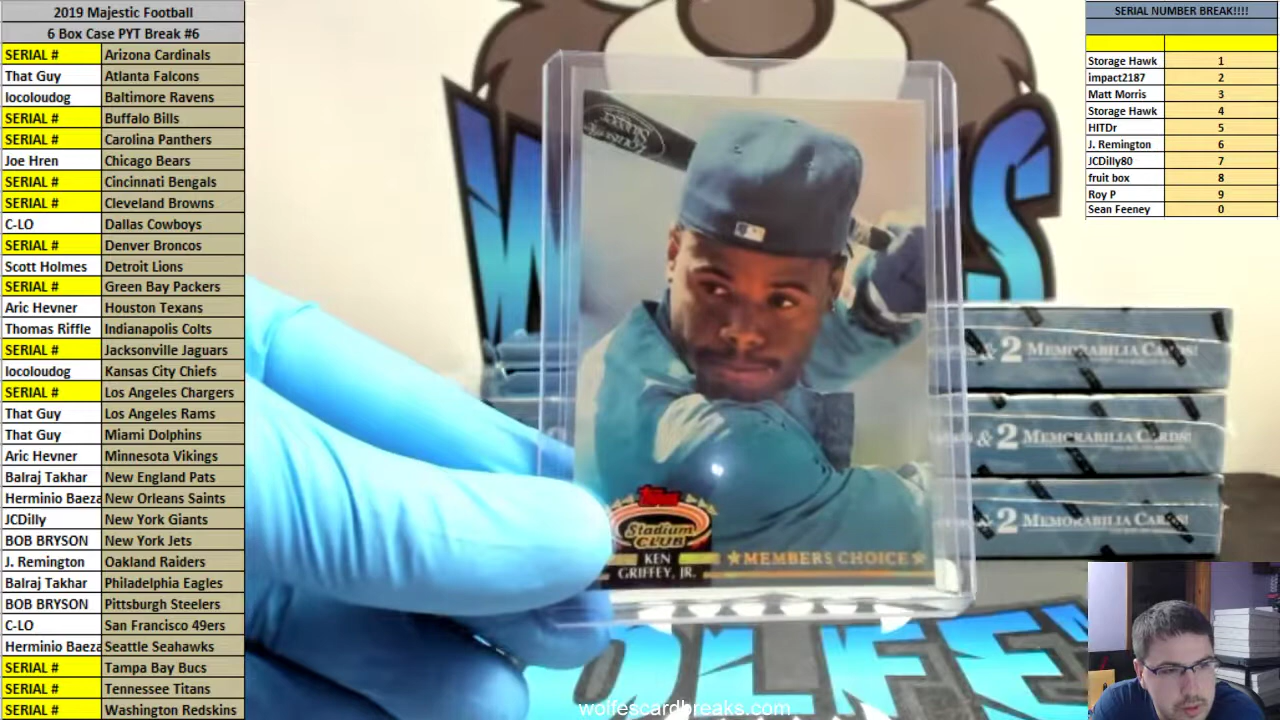 2019 Majestic Football
6 Box Case PYT Break #6
SERIAL # Arizona Cardinals
That Guy Atlanta Falcons
locoloudog Baltimore Ravens
SERIAL # Buffalo Bills
SERIAL # Carolina Panthers
Joe Hren Chicago Bears
SERIAL # Cincinnati Bengals
SERIAL # Cleveland Browns
C-LO Dallas Cowboys
SERIAL # Denver Broncos
Scott Holmes Detroit Lions
SERIAL # Green Bay Packers
Aric Hevner Houston Texans
Thomas Riffle Indianapolis Colts
SERIAL # Jacksonville Jaguars
locoloudog Kansas City Chiefs
SERIAL # Los Angeles Chargers
That Guy Los Angeles Rams
That Guy Miami Dolphins
Aric Hevner Minnesota Vikings
Balraj Takhar New England Pats
Herminio Baeza New Orleans Saints
JCDilly New York Giants
BOB BRYSON New York Jets
J. Remington Oakland Raiders
Balraj Takhar Philadelphia Eagles
BOB BRYSON Pittsburgh Steelers
C-LO San Francisco 49ers
Herminio Baeza Seattle Seahawks
SERIAL # Tampa Bay Bucs
SERIAL # Tennessee Titans
SERIAL # Washington Redskins
Topps
Stadium
CLUB
KEN
GRIFFEY, JR.
★MEMBERS CHOICE★
& 2 MEMORABILIA CARDS!
& 2 MEMORABILIA CARDS!
& 2 MEMORABILIA CARDS!
OLFE
wolfescardbreaks.com
SERIAL NUMBER BREAK!!!!
Storage Hawk 1
impact2187 2
Matt Morris 3
Storage Hawk 4
HITDr 5
J. Remington 6
JCDilly80 7
fruit box 8
Roy P 9
Sean Feeney 0